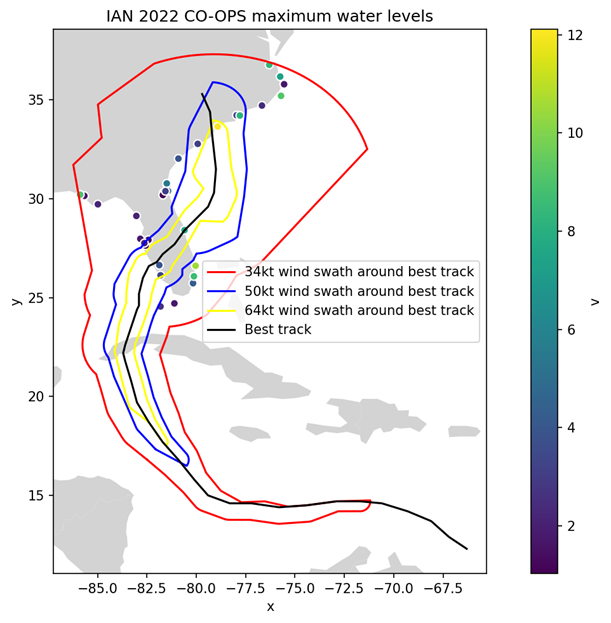 IAN 2022 CO-OPS maximum water levels
35
30
25
20
15
y
−85.0 −82.5 −80.0 −77.5 −75.0 −72.5 −70.0 −67.5
x
34kt wind swath around best track
50kt wind swath around best track
64kt wind swath around best track
Best track
12
10
8
6
4
2
v